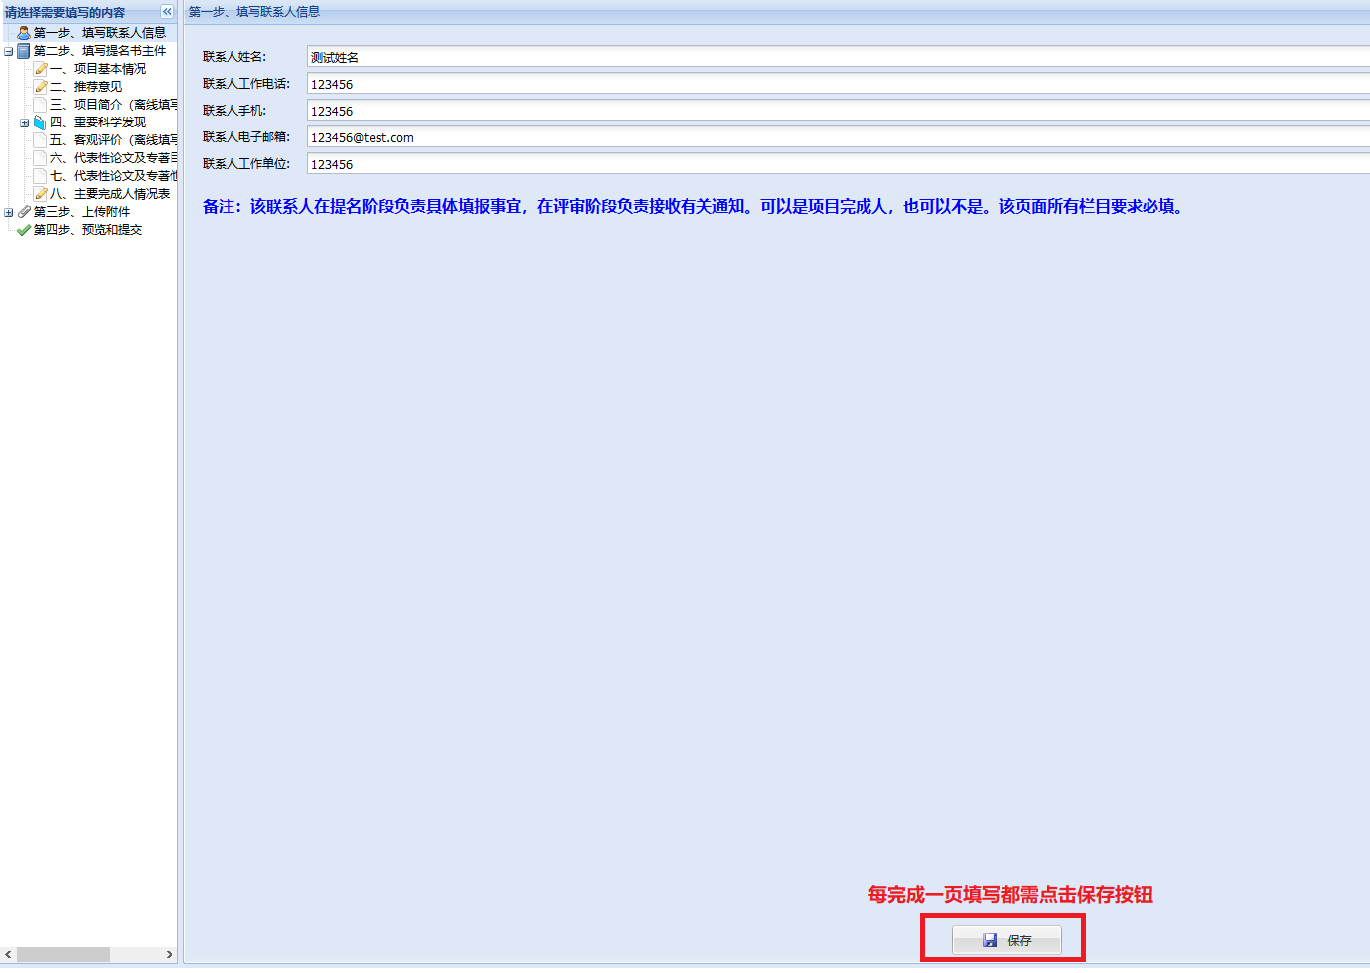 请选择需要填写的内容
第一步、填写联系人信息
第二步、填写提名书主件
一、项目基本情况
二、推荐意见
三、项目简介（离线填写
四、重要科学发现
五、客观评价（离线填写
六、代表性论文及专著目
七、代表性论文及专著他
八、主要完成人情况表
第三步、上传附件
第四步、预览和提交
第一步、填写联系人信息
联系人姓名: 测试姓名
联系人工作电话: 123456
联系人手机: 123456
联系人电子邮箱: 123456@test.com
联系人工作单位: 123456
备注：该联系人在提名阶段负责具体填报事宜，在评审阶段负责接收有关通知。可以是项目完成人，也可以不是。该页面所有栏目要求必填。
每完成一页填写都需点击保存按钮
保存